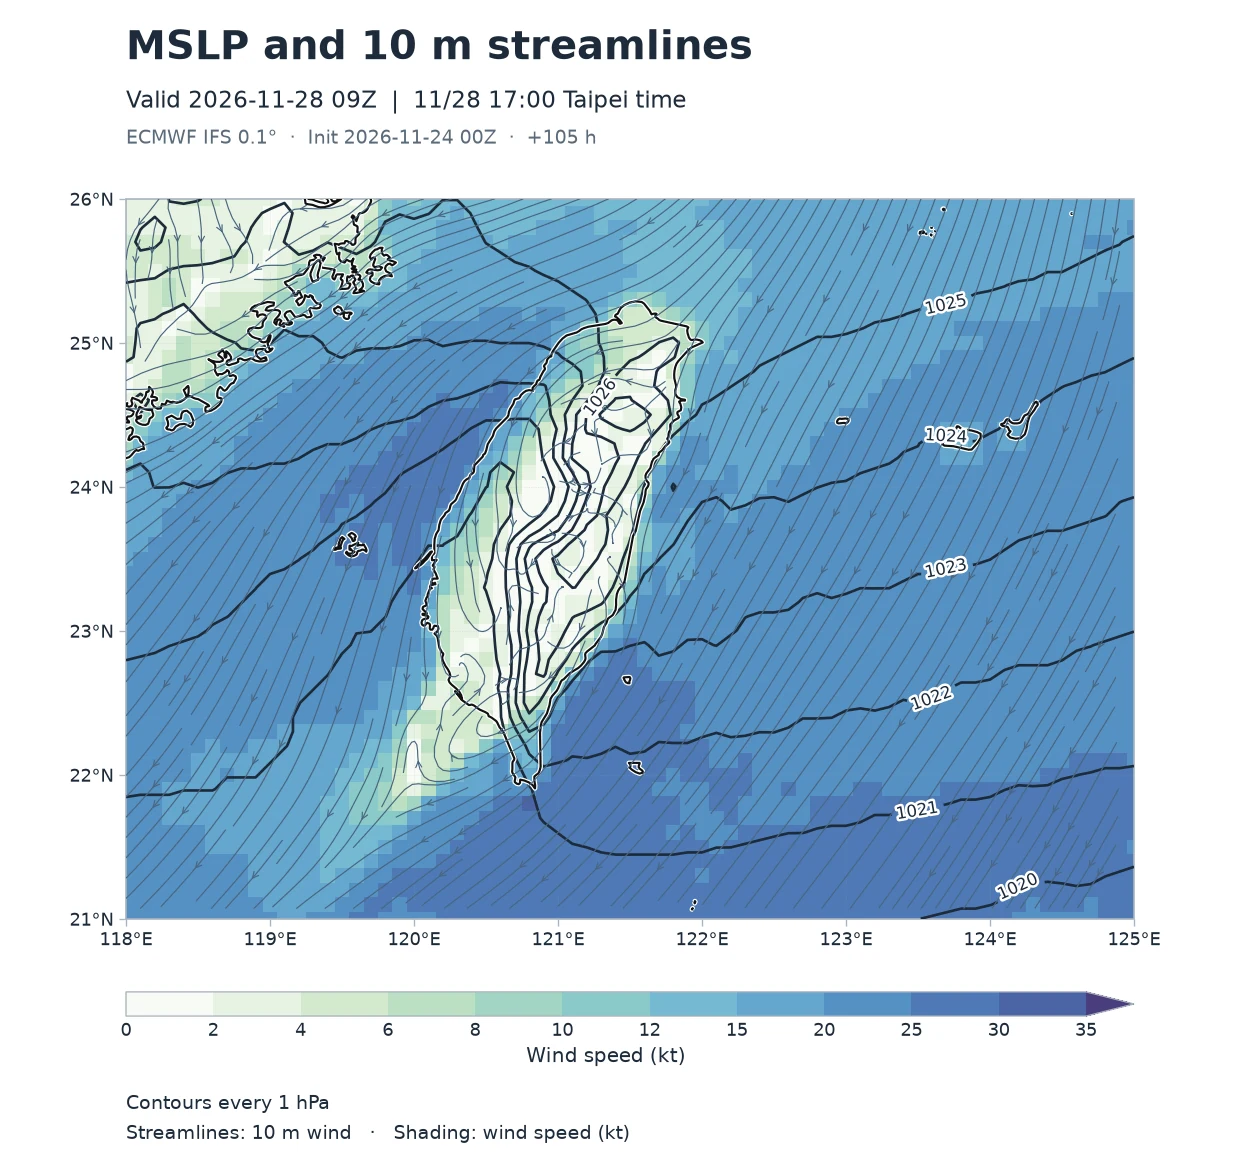 MSLP and 10 m streamlines
Valid 2026-11-28 09Z | 11/28 17:00 Taipei time
ECMWF IFS 0.1° · Init 2026-11-24 00Z · +105 h
26°N
25°N
24°N
23°N
22°N
21°N
1025
1026
1024
1023
1022
1021
1020
118°E 119°E 120°E 121°E 122°E 123°E 124°E 125°E
0 2 4 6 8 10 12 15 20 25 30 35
Wind speed (kt)
Contours every 1 hPa
Streamlines: 10 m wind · Shading: wind speed (kt)